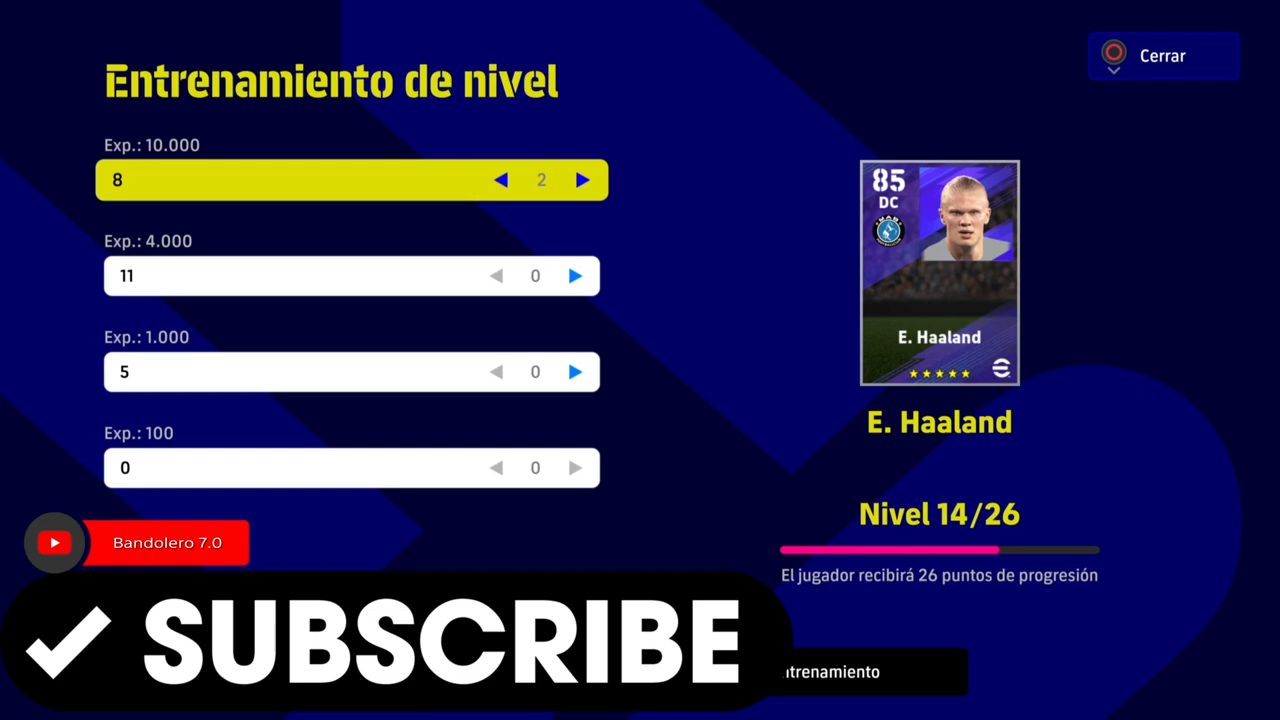 Entrenamiento de nivel
Cerrar
Exp.: 10.000
8 2
Exp.: 4.000
11 0
Exp.: 1.000
5 0
Exp.: 100
0 0
85
DC
E. Haaland
E. Haaland
Nivel 14/26
El jugador recibirá 26 puntos de progresión
Bandolero 7.0
SUBSCRIBE
ntrenamiento